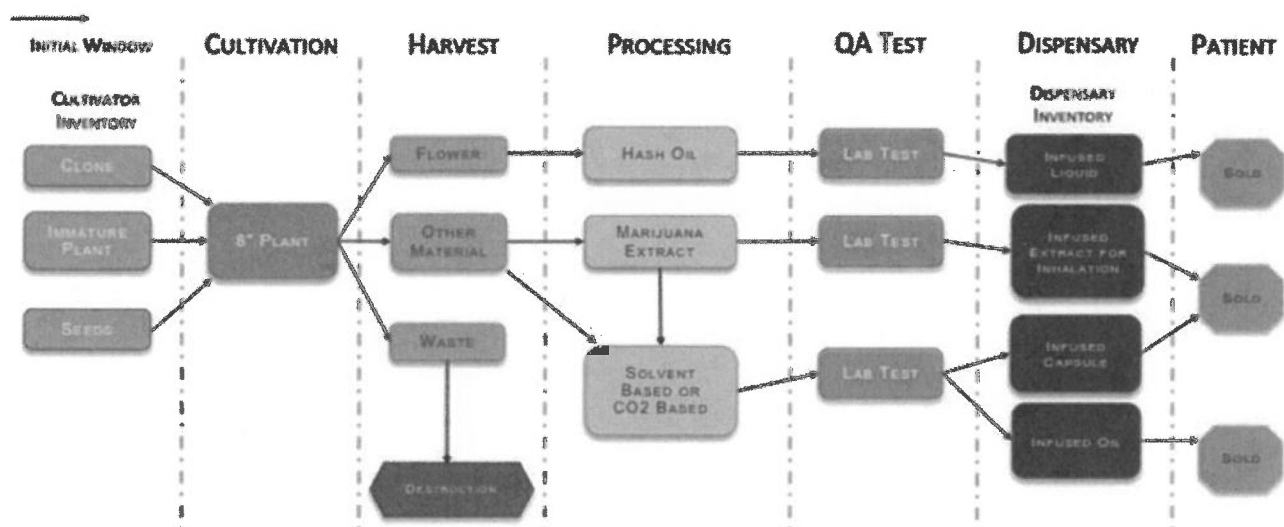 INITIAL WINDOW
CULTIVATION
HARVEST
PROCESSING
QA TEST
DISPENSARY
PATIENT
CULTIVATOR
INVENTORY
DISPENSARY
INVENTORY
CLONE
FLOWER
HASH OIL
LAB TEST
INFUSED
LIQUID
SOLD
IMMATURE
PLANT
8" PLANT
OTHER
MATERIAL
MARIJUANA
EXTRACT
LAB TEST
INFUSED
EXTRACT FOR
INHALATION
SOLD
SEEDS
WASTE
SOLVENT
BASED OR
CO2 BASED
LAB TEST
INFUSED
CAPSULE
INFUSED OIL
SOLD
DESTRUCTION